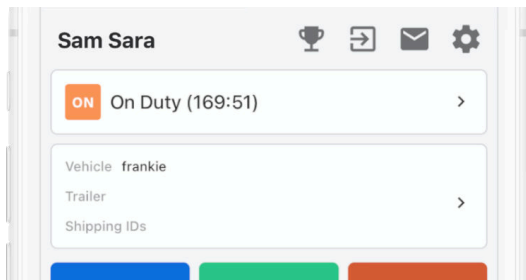 Sam Sara
ON On Duty (169:51)
Vehicle frankie
Trailer
Shipping IDs